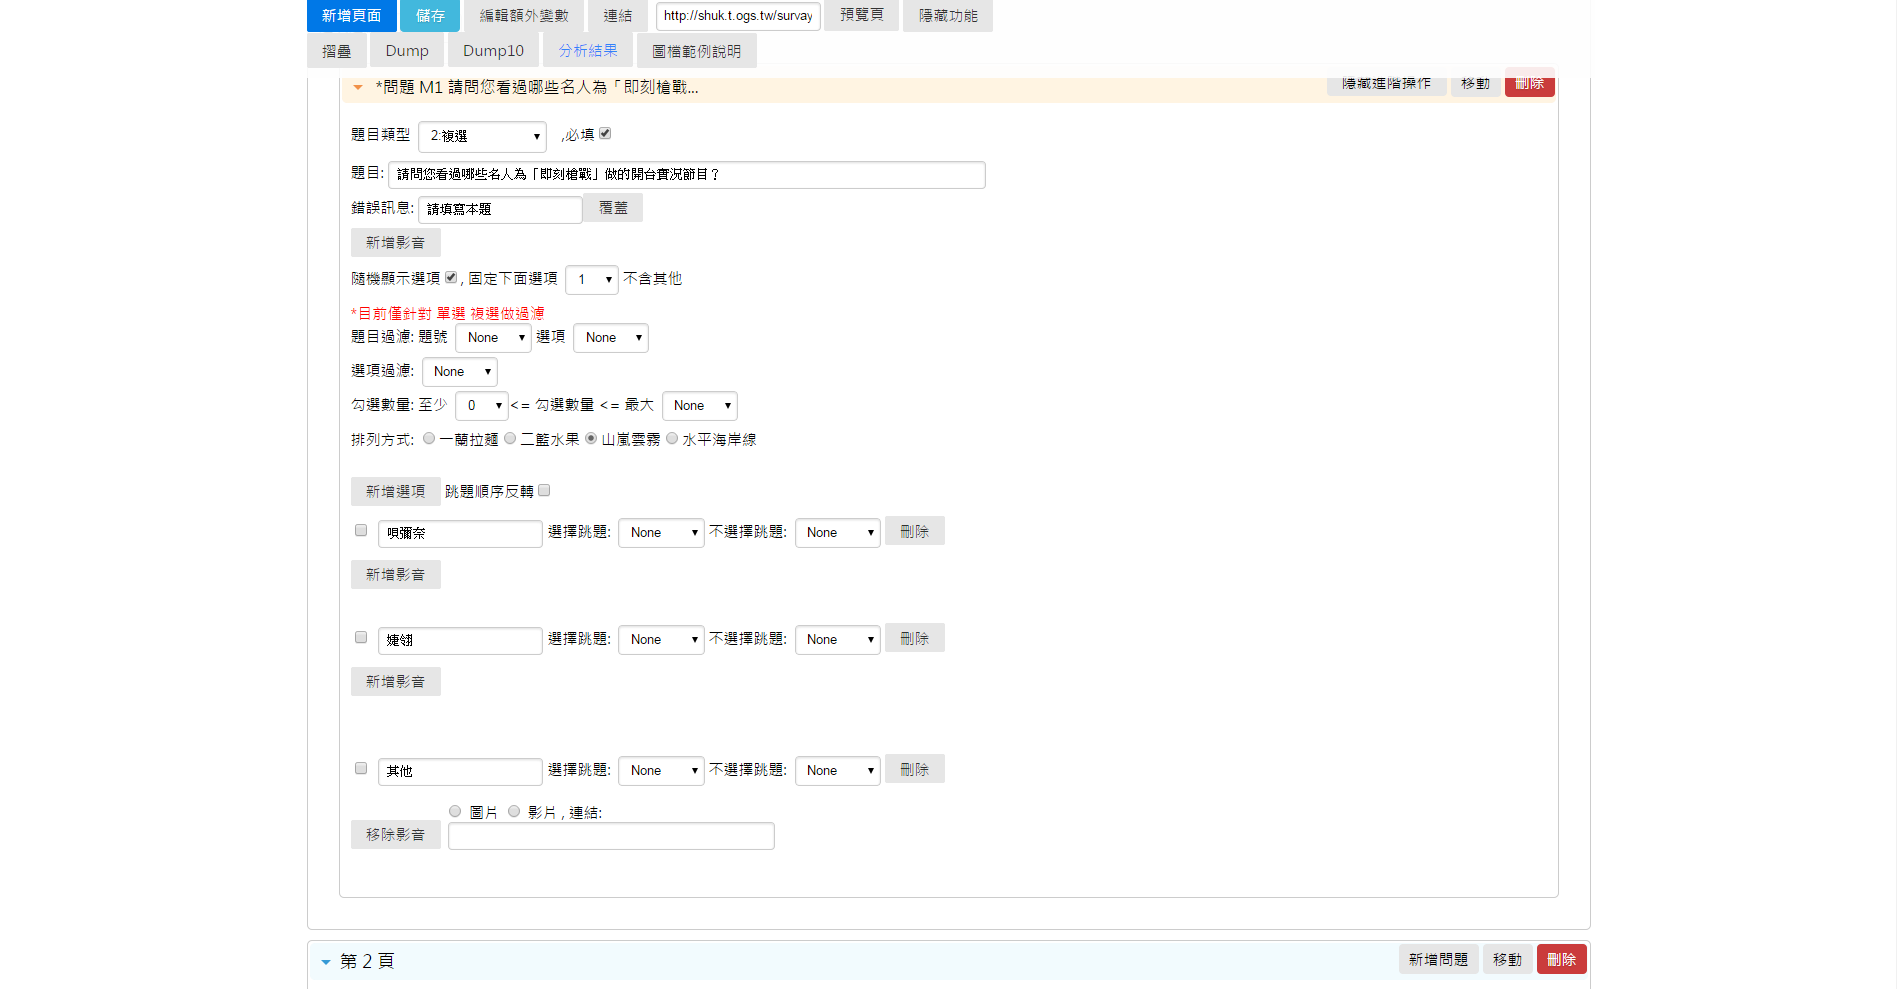 新增頁面 儲存 編輯額外變數 連結 http://shuk.t.ogs.tw/survay 預覽頁 隱藏功能
摺疊 Dump Dump10 分析結果 圖檔範例說明
*問題 M1 請問您看過哪些名人為「即刻槍戰... 隱藏進階操作 移動 刪除
題目類型 2:複選 ,必填
題目: 請問您看過哪些名人為「即刻槍戰」做的開台實況節目？
錯誤訊息: 請填寫本題 覆蓋
新增影音
隨機顯示選項 , 固定下面選項 1 不含其他
*目前僅針對 單選 複選做過濾
題目過濾: 題號 None 選項 None
選項過濾: None
勾選數量: 至少 0 <= 勾選數量 <= 最大 None
排列方式: 一蘭拉麵 二籃水果 山嵐雲霧 水平海岸線
新增選項 跳題順序反轉
唄彌奈 選擇跳題: None 不選擇跳題: None 刪除
新增影音
婕翎 選擇跳題: None 不選擇跳題: None 刪除
新增影音
其他 選擇跳題: None 不選擇跳題: None 刪除
圖片 影片 , 連結:
移除影音
第 2 頁 新增問題 移動 刪除